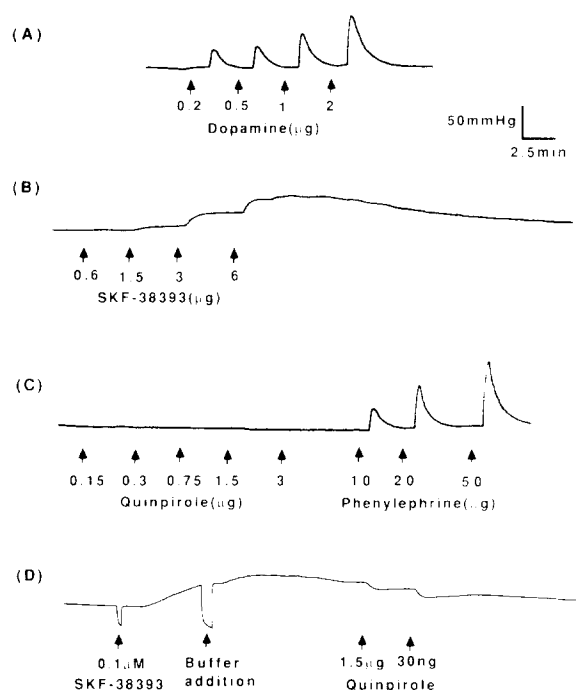 (A)
0.2 0.5 1 2
Dopamine(μg)
50mmHg
2.5min
(B)
0.6 1.5 3 6
SKF-38393(μg)
(C)
0.15 0.3 0.75 1.5 3 10 20 50
Quinpirole(μg) Phenylephrine(μg)
(D)
0.1μM Buffer 1.5μg 30ng
SKF-38393 addition Quinpirole